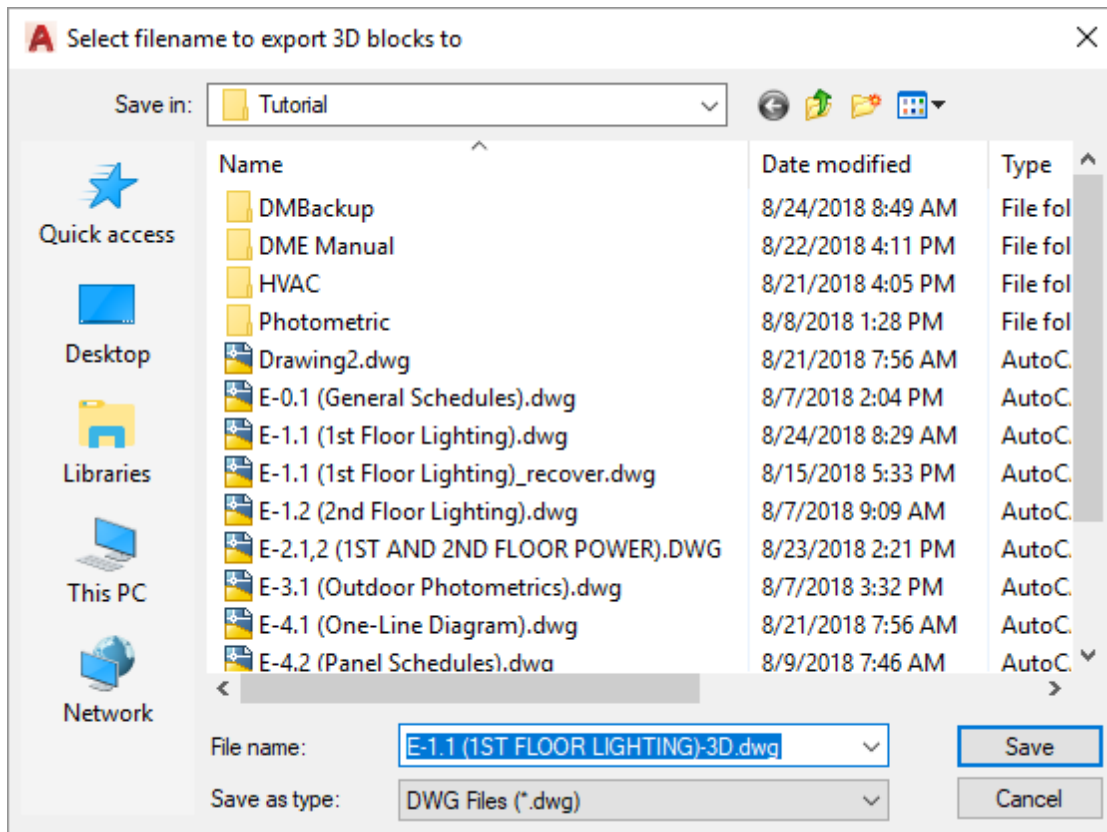 Select filename to export 3D blocks to
Save in: Tutorial
Quick access
Desktop
Libraries
This PC
Network
Name Date modified Type
DMBackup 8/24/2018 8:49 AM File fol
DME Manual 8/22/2018 4:11 PM File fol
HVAC 8/21/2018 4:05 PM File fol
Photometric 8/8/2018 1:28 PM File fol
Drawing2.dwg 8/21/2018 7:56 AM AutoC.
E-0.1 (General Schedules).dwg 8/7/2018 2:04 PM AutoC.
E-1.1 (1st Floor Lighting).dwg 8/24/2018 8:29 AM AutoC.
E-1.1 (1st Floor Lighting)_recover.dwg 8/15/2018 5:33 PM AutoC.
E-1.2 (2nd Floor Lighting).dwg 8/7/2018 9:09 AM AutoC.
E-2.1,2 (1ST AND 2ND FLOOR POWER).DWG 8/23/2018 2:21 PM AutoC.
E-3.1 (Outdoor Photometrics).dwg 8/7/2018 3:32 PM AutoC.
E-4.1 (One-Line Diagram).dwg 8/21/2018 7:56 AM AutoC.
E-4.2 (Panel Schedules).dwg 8/9/2018 7:46 AM AutoC.
File name: E-1.1 (1ST FLOOR LIGHTING)-3D.dwg Save
Save as type: DWG Files (*.dwg) Cancel